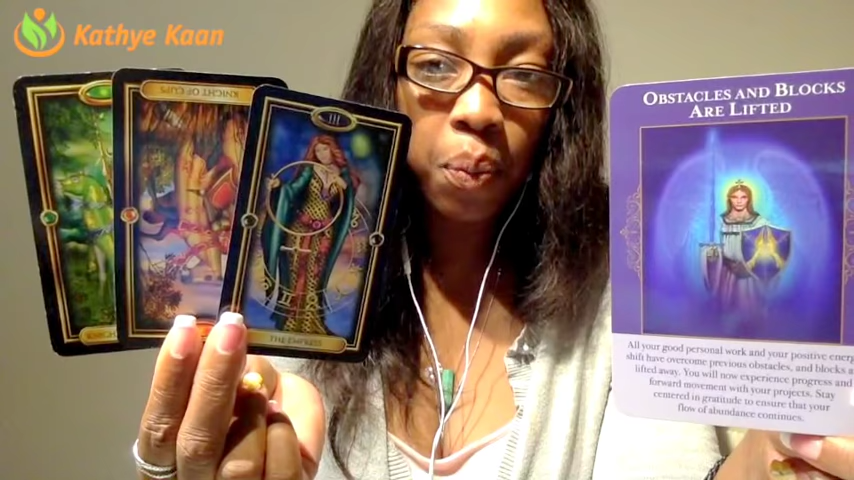 Kathye Kaan
KNIGHT OF CUPS
III
THE EMPRESS
OBSTACLES AND BLOCKS
ARE LIFTED
All your good personal work and your positive
shift have overcome previous obstacles, and blocks
lifted away. You will now experience progress and
forward movement with your projects. Stay
centered in gratitude to ensure that your
flow of abundance continues.